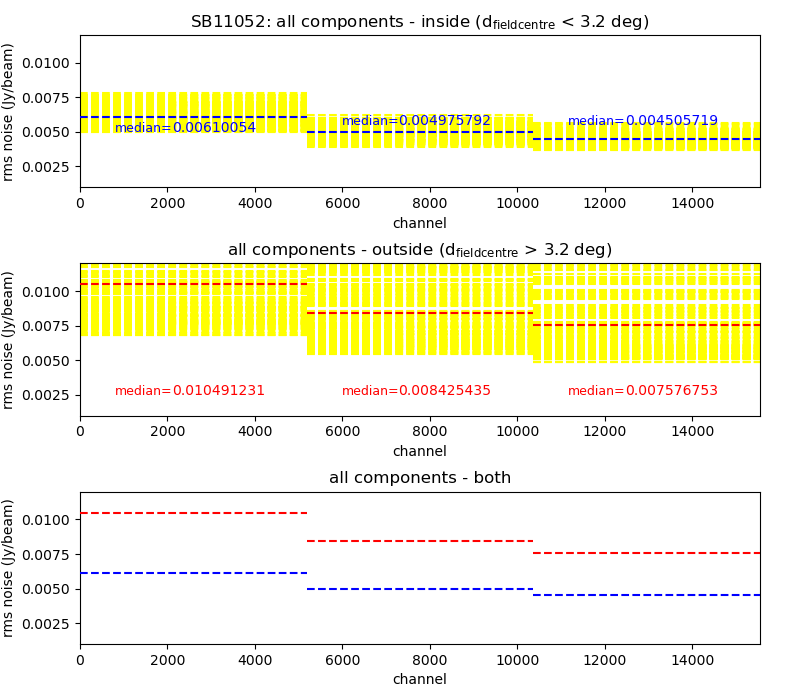 SB11052: all components - inside (dfieldcentre < 3.2 deg)
rms noise (Jy/beam)
0.0100
0.0075
0.0050
0.0025
median=0.00610054
median=0.004975792
median=0.004505719
0 2000 4000 6000 8000 10000 12000 14000
channel
all components - outside (dfieldcentre > 3.2 deg)
rms noise (Jy/beam)
0.0100
0.0075
0.0050
0.0025
median=0.010491231
median=0.008425435
median=0.007576753
0 2000 4000 6000 8000 10000 12000 14000
channel
all components - both
rms noise (Jy/beam)
0.0100
0.0075
0.0050
0.0025
0 2000 4000 6000 8000 10000 12000 14000
channel